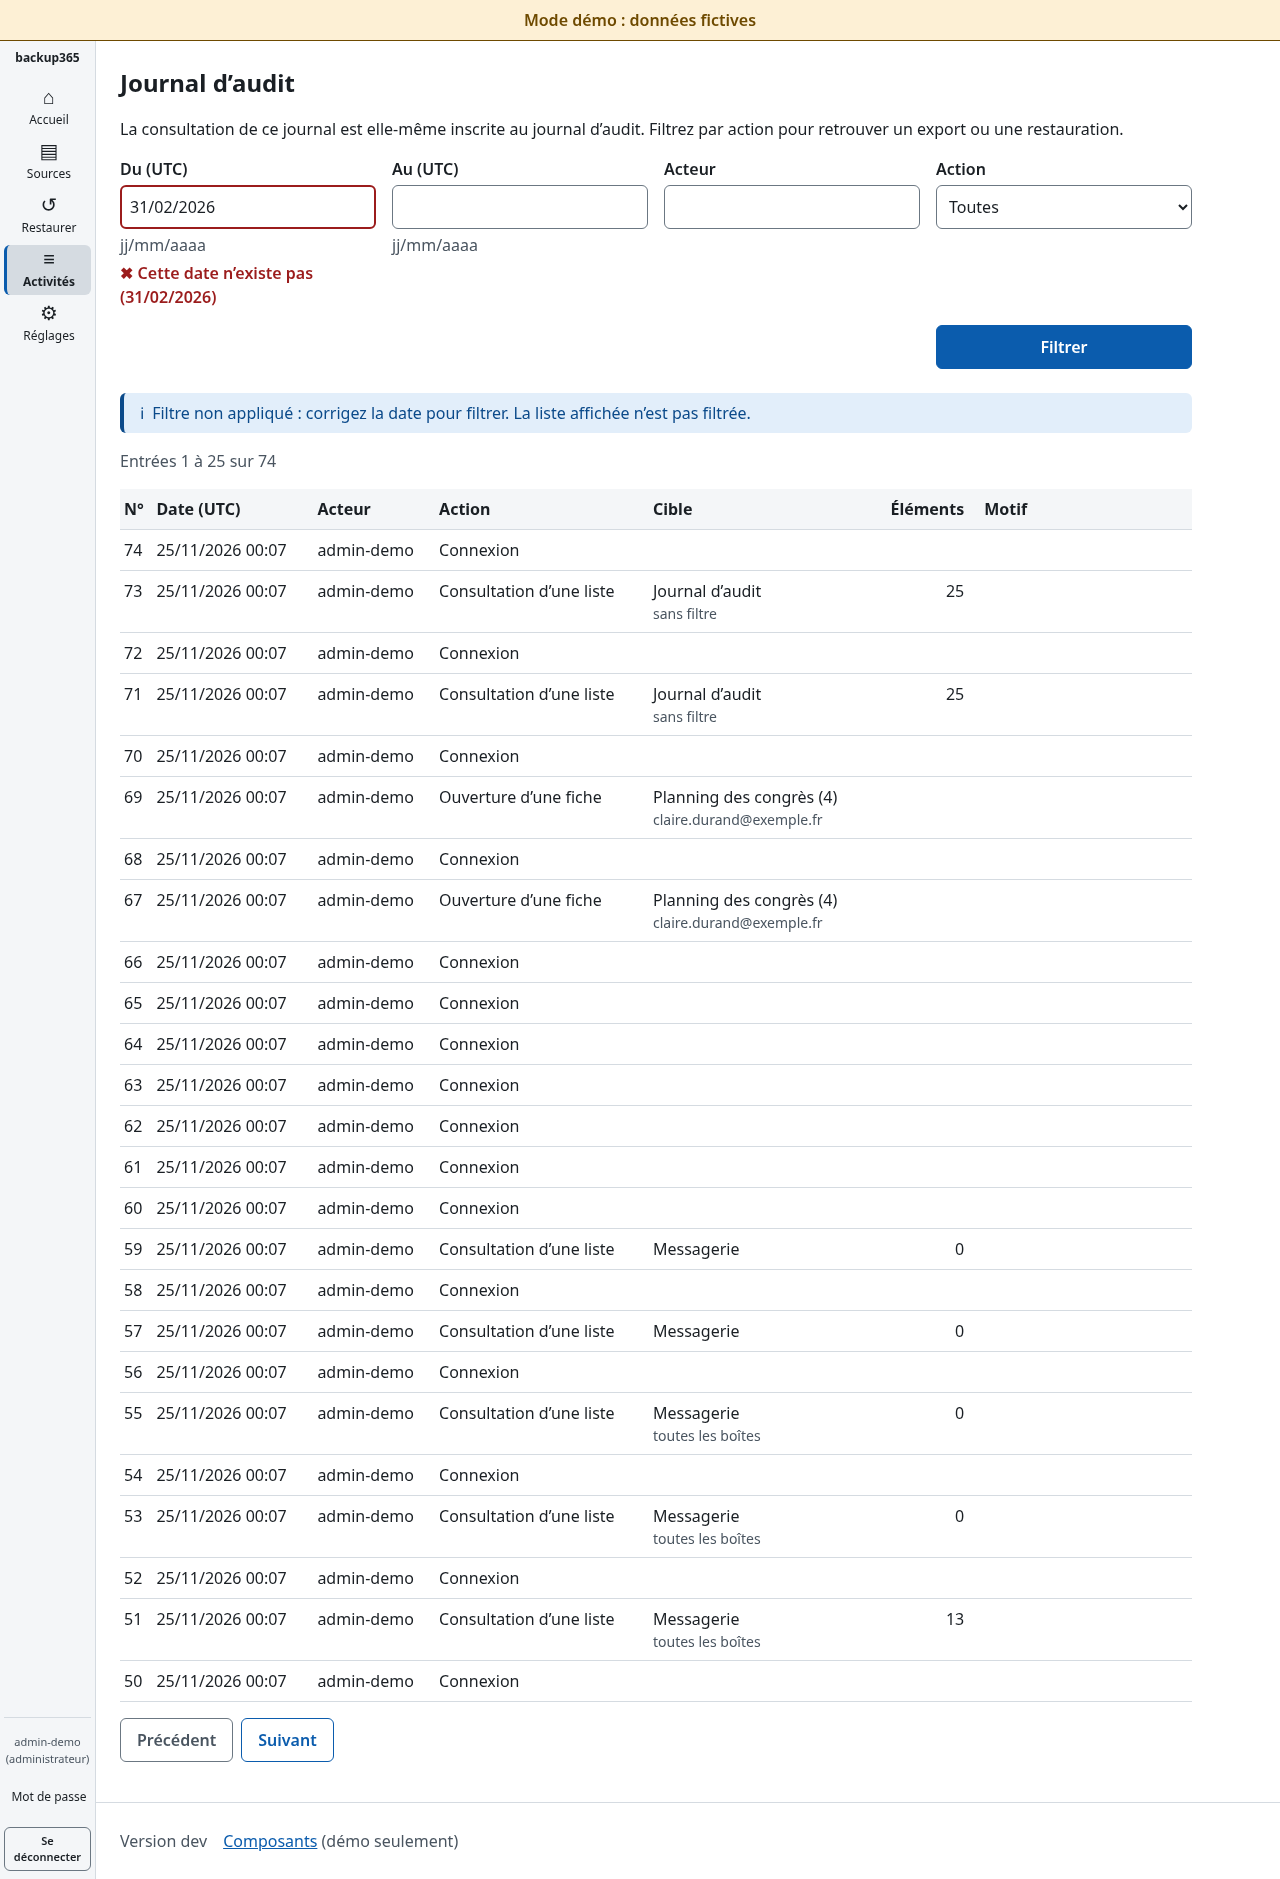 Mode démo : données fictives
backup365
Accueil
Sources
Restaurer
Activités
Réglages
admin-demo
(administrateur)
Mot de passe
Se
déconnecter
Journal d’audit
La consultation de ce journal est elle-même inscrite au journal d’audit. Filtrez par action pour retrouver un export ou une restauration.
Du (UTC) Au (UTC) Acteur Action
31/02/2026 Toutes
jj/mm/aaaa jj/mm/aaaa
✖ Cette date n’existe pas
(31/02/2026)
Filtrer
i Filtre non appliqué : corrigez la date pour filtrer. La liste affichée n’est pas filtrée.
Entrées 1 à 25 sur 74
N° Date (UTC) Acteur Action Cible Éléments Motif
74 25/11/2026 00:07 admin-demo Connexion
73 25/11/2026 00:07 admin-demo Consultation d’une liste Journal d’audit 25
sans filtre
72 25/11/2026 00:07 admin-demo Connexion
71 25/11/2026 00:07 admin-demo Consultation d’une liste Journal d’audit 25
sans filtre
70 25/11/2026 00:07 admin-demo Connexion
69 25/11/2026 00:07 admin-demo Ouverture d’une fiche Planning des congrès (4)
claire.durand@exemple.fr
68 25/11/2026 00:07 admin-demo Connexion
67 25/11/2026 00:07 admin-demo Ouverture d’une fiche Planning des congrès (4)
claire.durand@exemple.fr
66 25/11/2026 00:07 admin-demo Connexion
65 25/11/2026 00:07 admin-demo Connexion
64 25/11/2026 00:07 admin-demo Connexion
63 25/11/2026 00:07 admin-demo Connexion
62 25/11/2026 00:07 admin-demo Connexion
61 25/11/2026 00:07 admin-demo Connexion
60 25/11/2026 00:07 admin-demo Connexion
59 25/11/2026 00:07 admin-demo Consultation d’une liste Messagerie 0
58 25/11/2026 00:07 admin-demo Connexion
57 25/11/2026 00:07 admin-demo Consultation d’une liste Messagerie 0
56 25/11/2026 00:07 admin-demo Connexion
55 25/11/2026 00:07 admin-demo Consultation d’une liste Messagerie 0
toutes les boîtes
54 25/11/2026 00:07 admin-demo Connexion
53 25/11/2026 00:07 admin-demo Consultation d’une liste Messagerie 0
toutes les boîtes
52 25/11/2026 00:07 admin-demo Connexion
51 25/11/2026 00:07 admin-demo Consultation d’une liste Messagerie 13
toutes les boîtes
50 25/11/2026 00:07 admin-demo Connexion
Précédent Suivant
Version dev Composants (démo seulement)